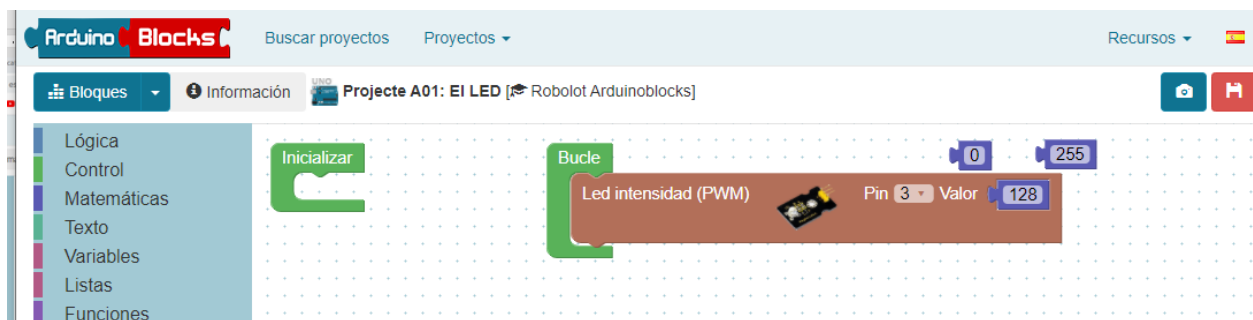 Arduino Blocks Buscar proyectos Proyectos Recursos
Bloques Información UNO Projecte A01: El LED [Robolot Arduinoblocks]
Lógica
Control
Matemáticas
Texto
Variables
Listas
Funciones
Inicializar
Bucle
0 255
Led intensidad (PWM) Pin 3 Valor 128